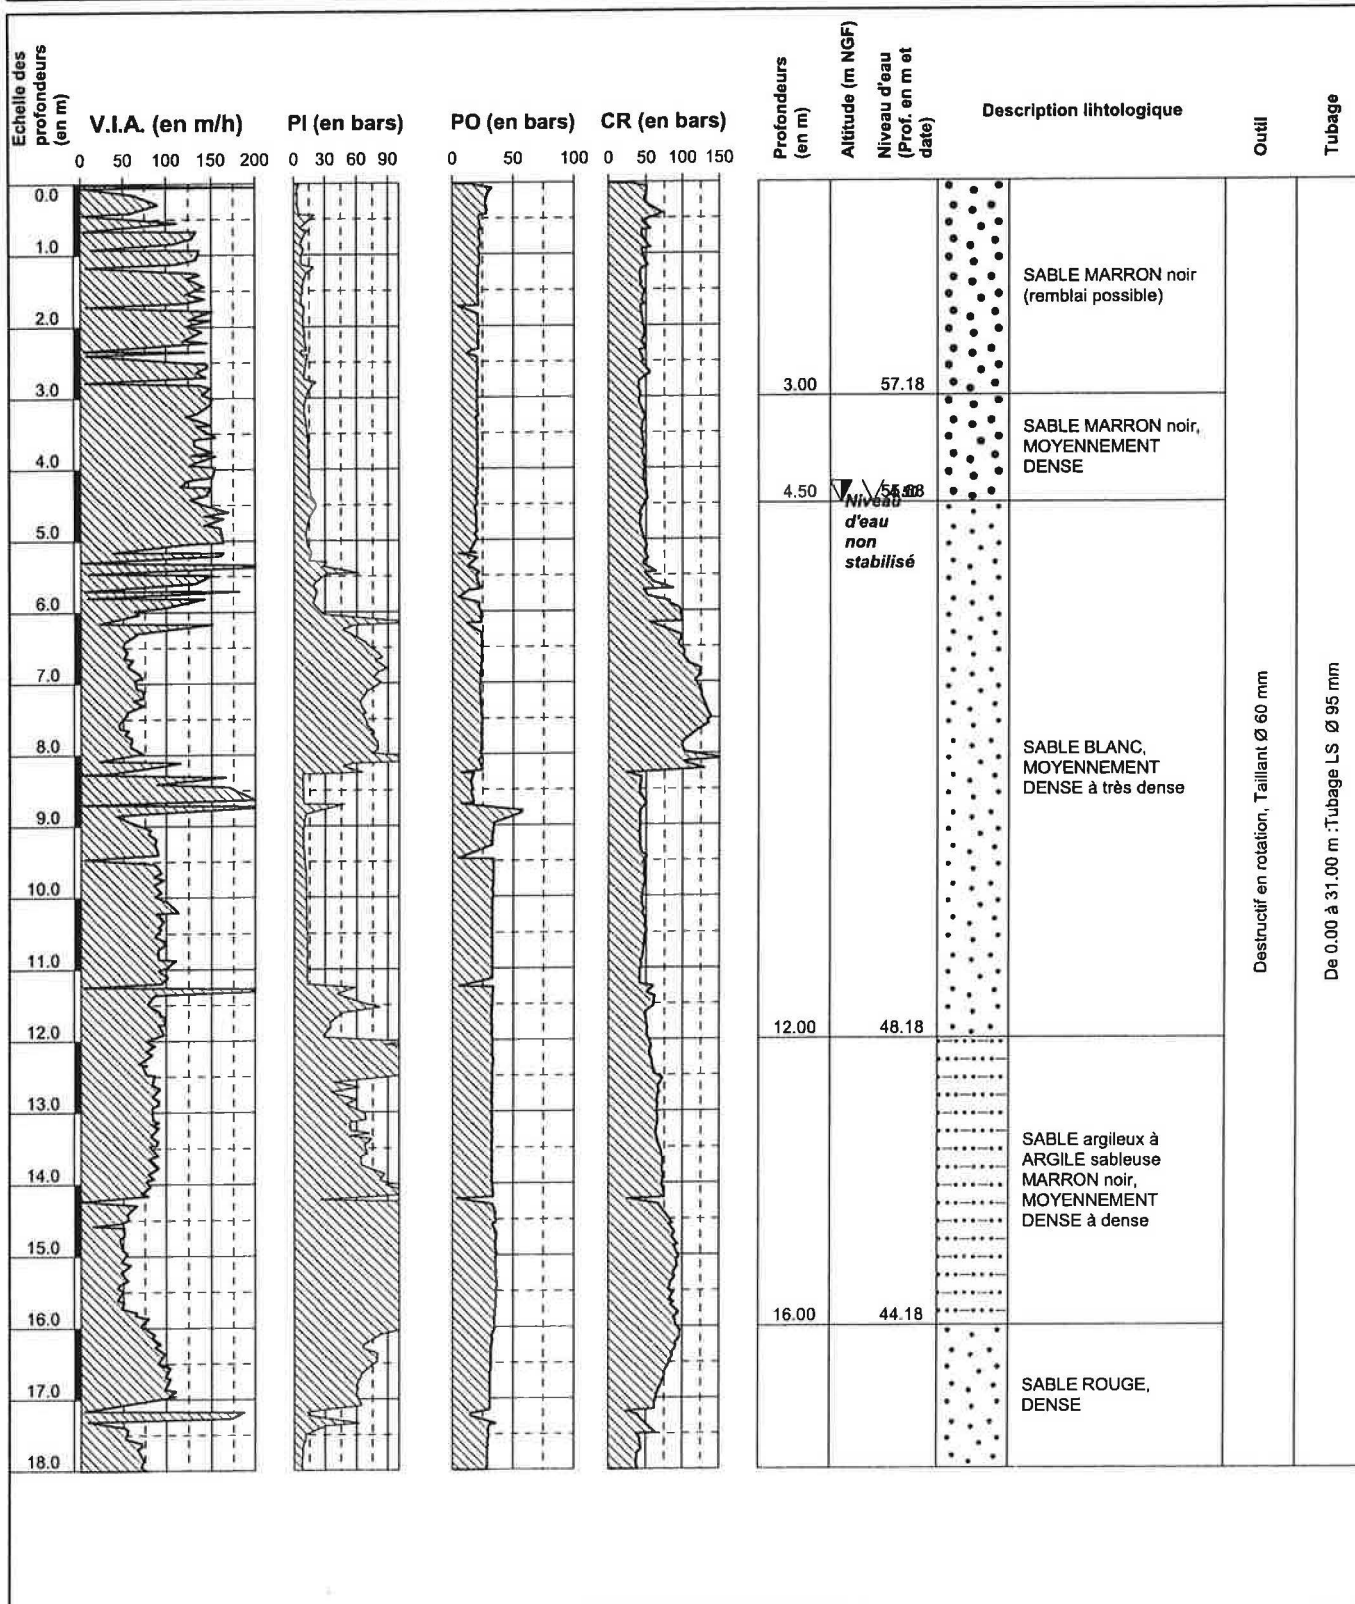 Echelle des
profondeurs
(en m)
V.I.A. (en m/h)
0 50 100 150 200
PI (en bars)
0 30 60 90
PO (en bars)
0 50 100
CR (en bars)
0 50 100 150
Profondeurs
(en m)
Altitude (m NGF)
Niveau d'eau
(Prof. en m et
date)
Description lihtologique
Outil
Tubage
0.0
1.0
2.0
3.0
4.0
5.0
6.0
7.0
8.0
9.0
10.0
11.0
12.0
13.0
14.0
15.0
16.0
17.0
18.0
SABLE MARRON noir
(remblai possible)
3.00 57.18
SABLE MARRON noir,
MOYENNEMENT
DENSE
4.50
Niveau
d'eau
non
stabilisé
SABLE BLANC,
MOYENNEMENT
DENSE à très dense
12.00 48.18
SABLE argileux à
ARGILE sableuse
MARRON noir,
MOYENNEMENT
DENSE à dense
16.00 44.18
SABLE ROUGE,
DENSE
Destructif en rotation, Taillant Ø 60 mm
De 0.00 à 31.00 m :Tubage LS Ø 95 mm